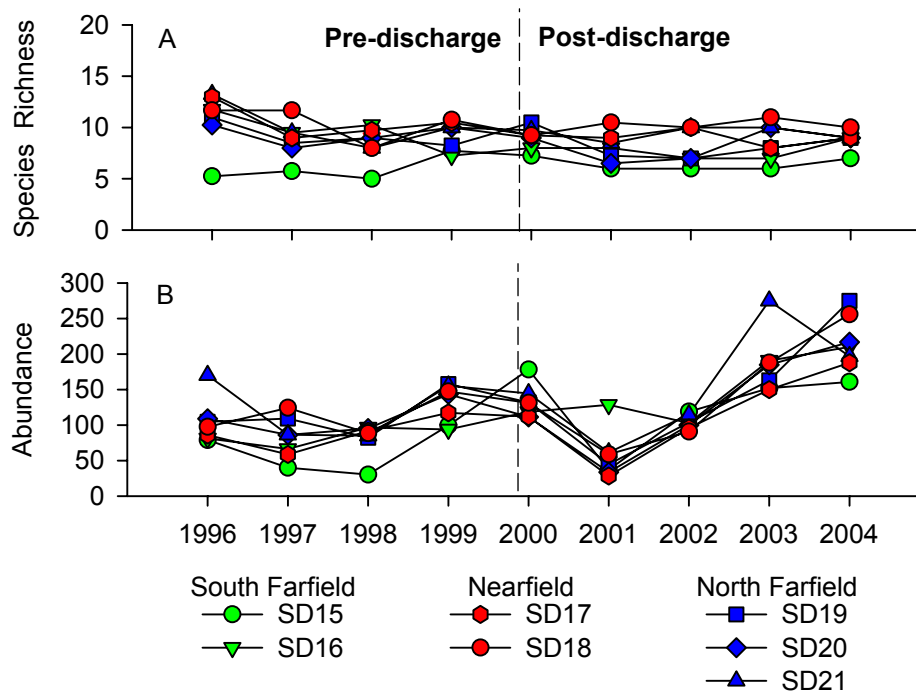 A
Pre-discharge
Post-discharge
Species Richness
20
15
10
5
0
B
Abundance
300
250
200
150
100
50
0
1996 1997 1998 1999 2000 2001 2002 2003 2004
South Farfield Nearfield North Farfield
SD15 SD17 SD19
SD16 SD18 SD20
SD21